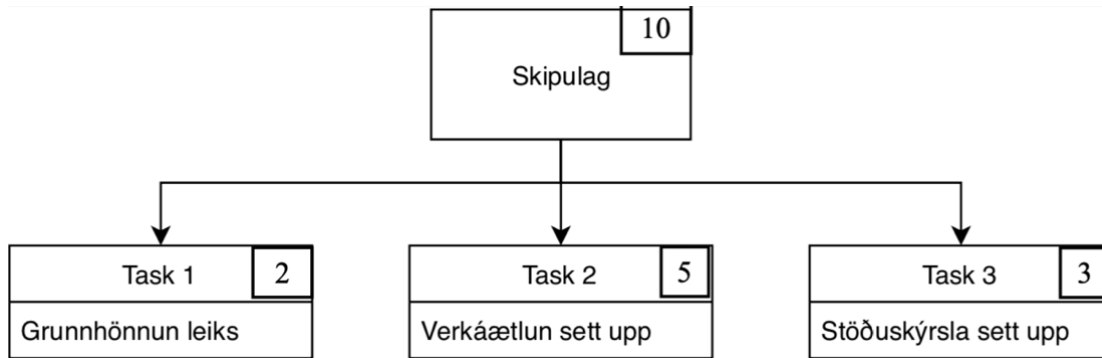 10
Skipulag
Task 1
2
Grunnhönnun leiks
Task 2
5
Verkáætlun sett upp
Task 3
3
Stöðuskýrsla sett upp